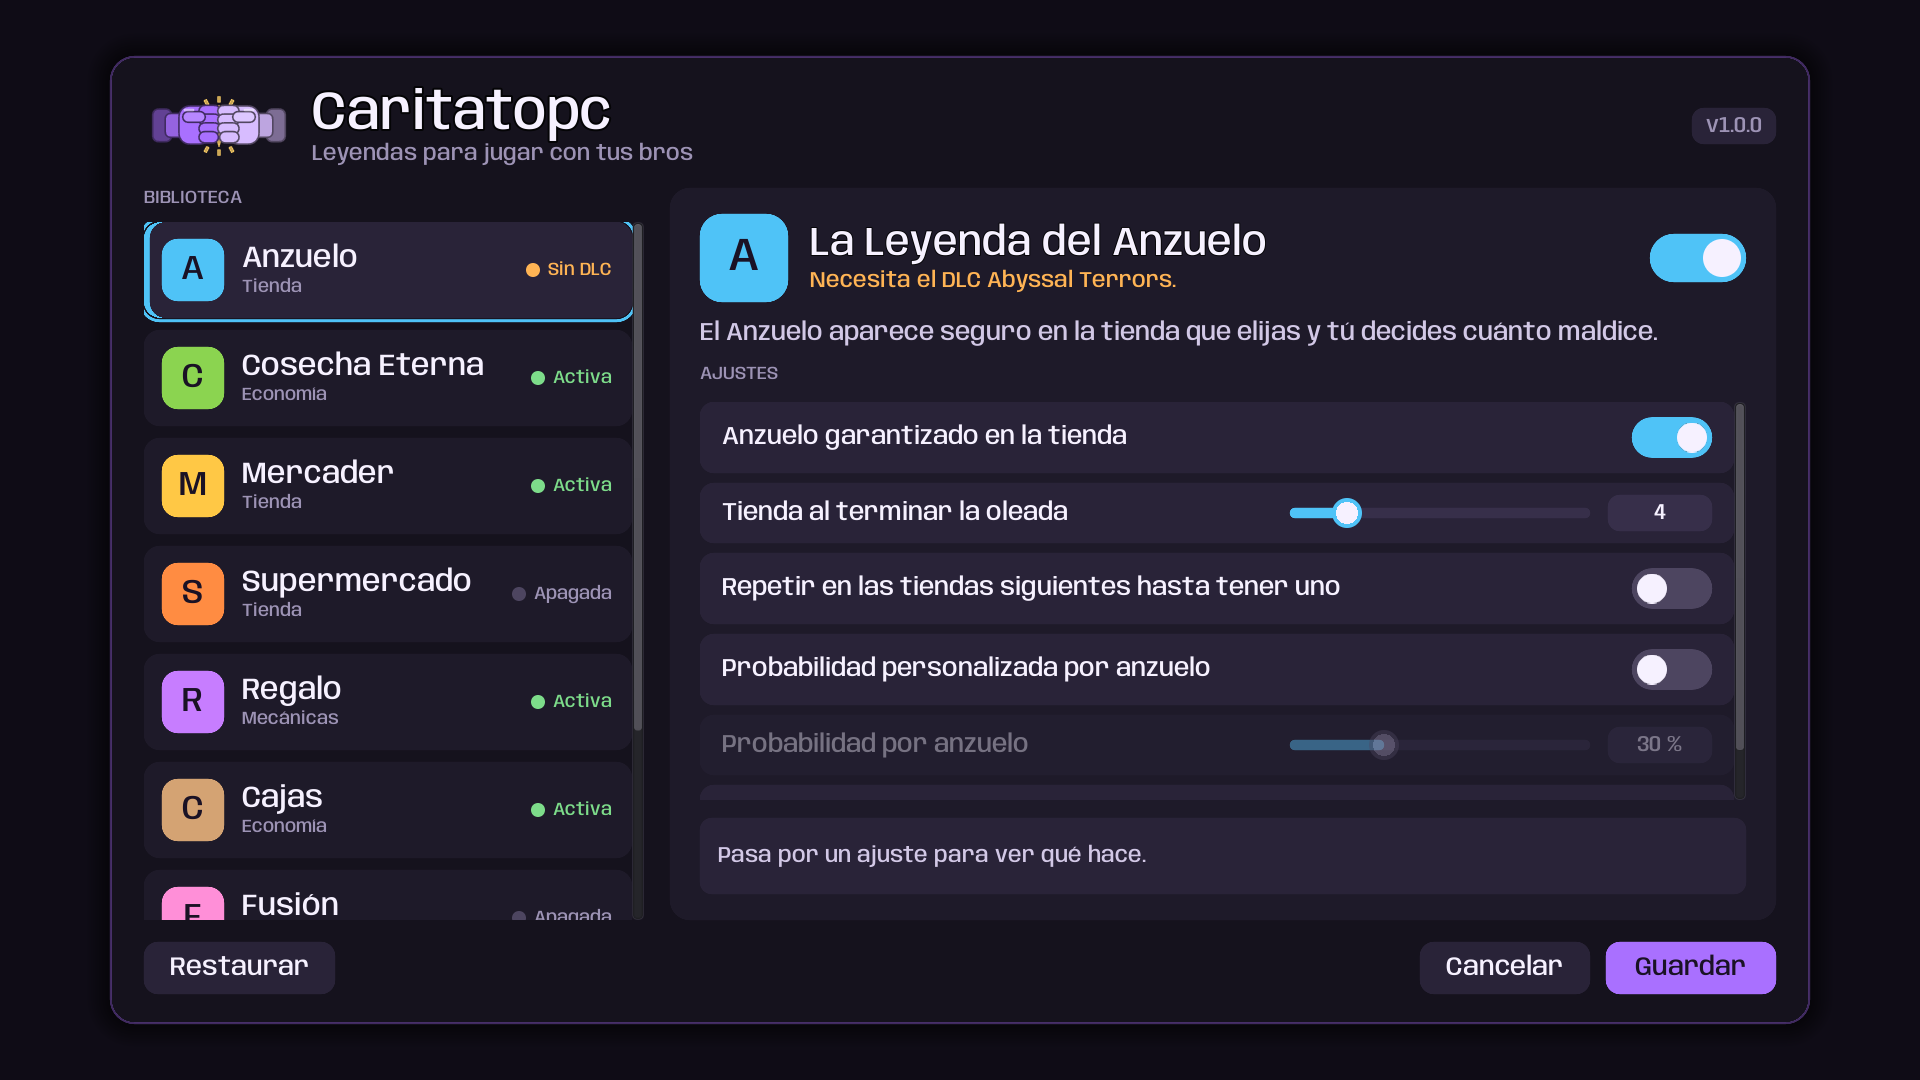 Caritatopc
Leyendas para jugar con tus bros
v1.0.0
BIBLIOTECA
A
Anzuelo
Tienda
Sin DLC
C
Cosecha Eterna
Economía
Activa
M
Mercader
Tienda
Activa
S
Supermercado
Tienda
Apagada
R
Regalo
Mecánicas
Activa
C
Cajas
Economía
Activa
F
Fusión
Apagada
A
La Leyenda del Anzuelo
Necesita el DLC Abyssal Terrors.
El Anzuelo aparece seguro en la tienda que elijas y tú decides cuánto maldice.
AJUSTES
Anzuelo garantizado en la tienda
Tienda al terminar la oleada
4
Repetir en las tiendas siguientes hasta tener uno
Probabilidad personalizada por anzuelo
Probabilidad por anzuelo
30 %
Pasa por un ajuste para ver qué hace.
Restaurar
Cancelar
Guardar